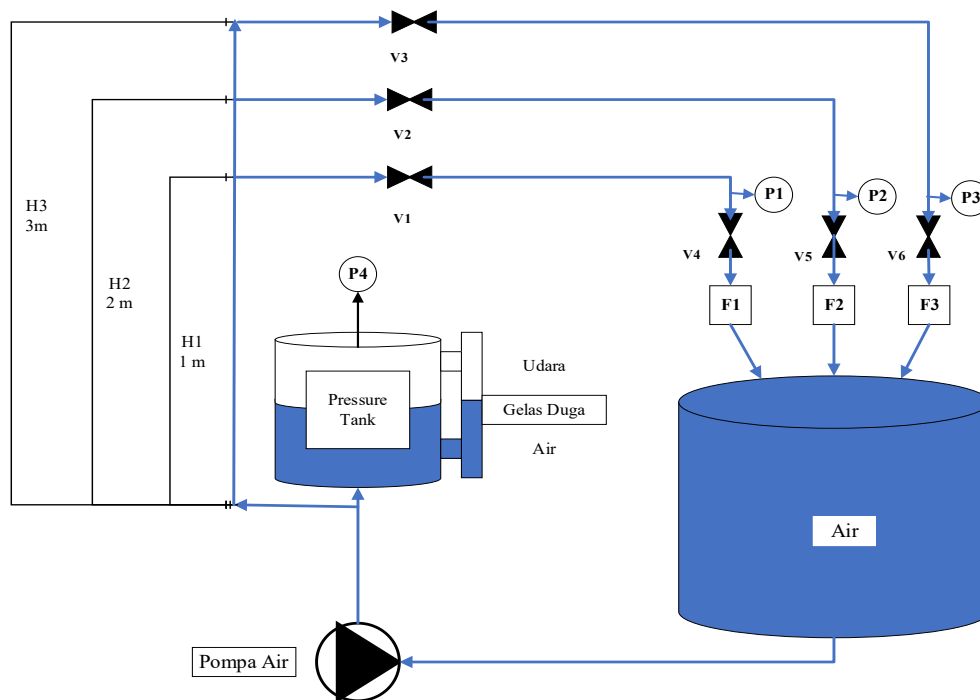 V3
V2
V1
P1
P2
P3
H3
3m
H2
2 m
H1
1 m
V4
V5
V6
P4
F1
F2
F3
Pressure
Tank
Udara
Gelas Duga
Air
Air
Pompa Air